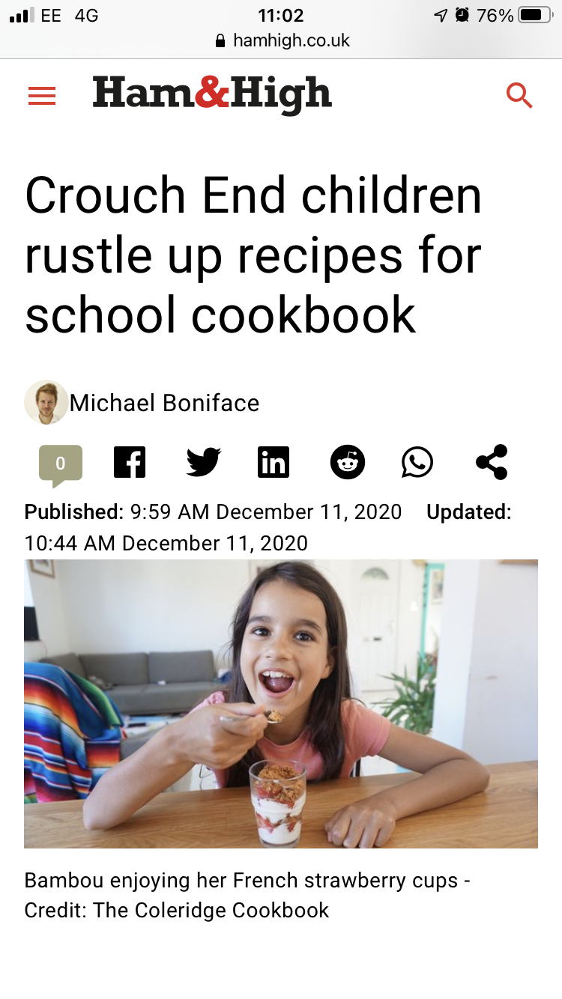 EE 4G 11:02 76%
hamhigh.co.uk
Ham&High
Crouch End children
rustle up recipes for
school cookbook
Michael Boniface
0
Published: 9:59 AM December 11, 2020 Updated:
10:44 AM December 11, 2020
Bambou enjoying her French strawberry cups -
Credit: The Coleridge Cookbook